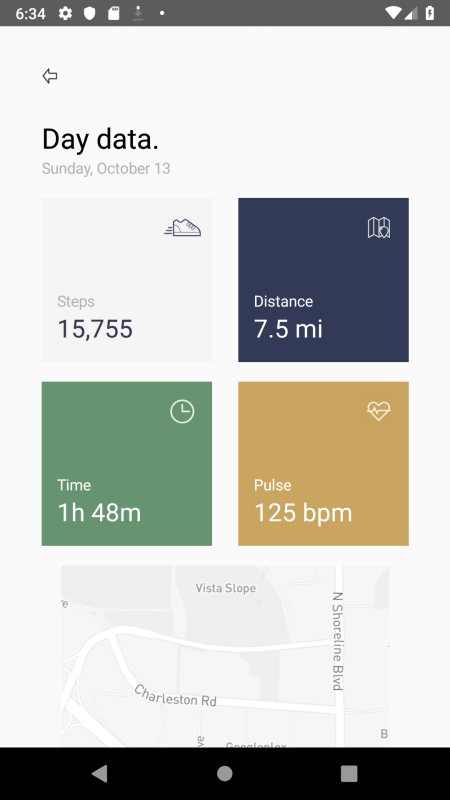 6:34
Day data.
Sunday, October 13
Steps
15,755
Distance
7.5 mi
Time
1h 48m
Pulse
125 bpm
Vista Slope
N Shoreline Blvd
Charleston Rd